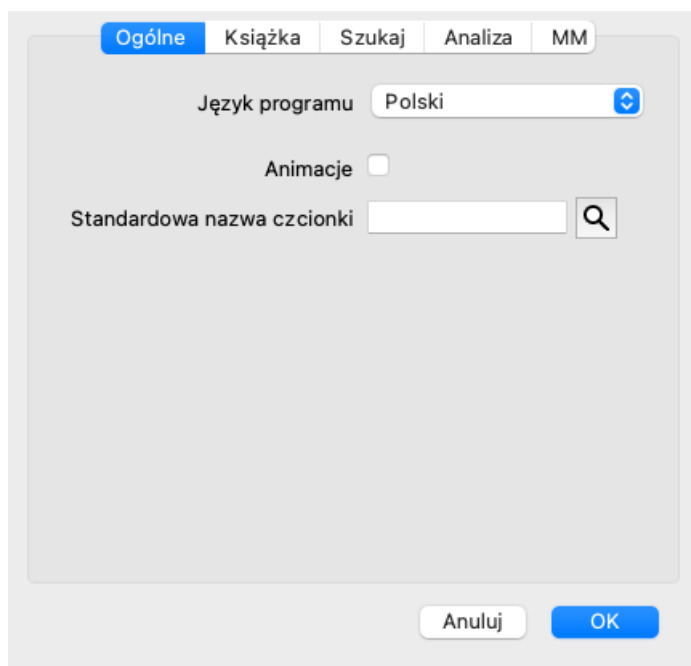 Ogólne Książka Szukaj Analiza MM
Język programu Polski
Animacje
Standardowa nazwa czcionki
Anuluj OK